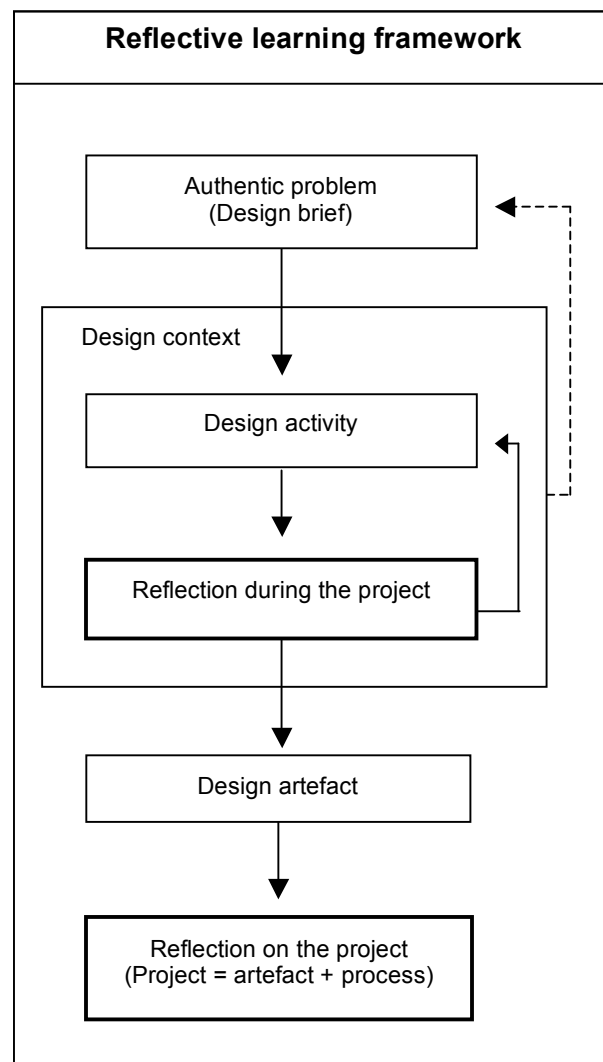 Reflective learning framework
Authentic problem
(Design brief)
Design context
Design activity
Reflection during the project
Design artefact
Reflection on the project
(Project = artefact + process)